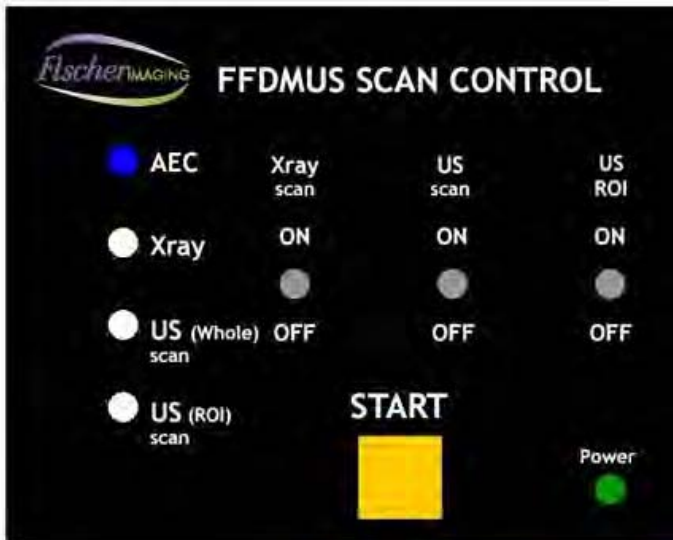 FIscherIMAGING
FFDMUS SCAN CONTROL
AEC
Xray
scan
US
scan
US
ROI
Xray
ON
ON
ON
US (Whole)
scan
OFF
OFF
OFF
US (ROI)
scan
START
Power